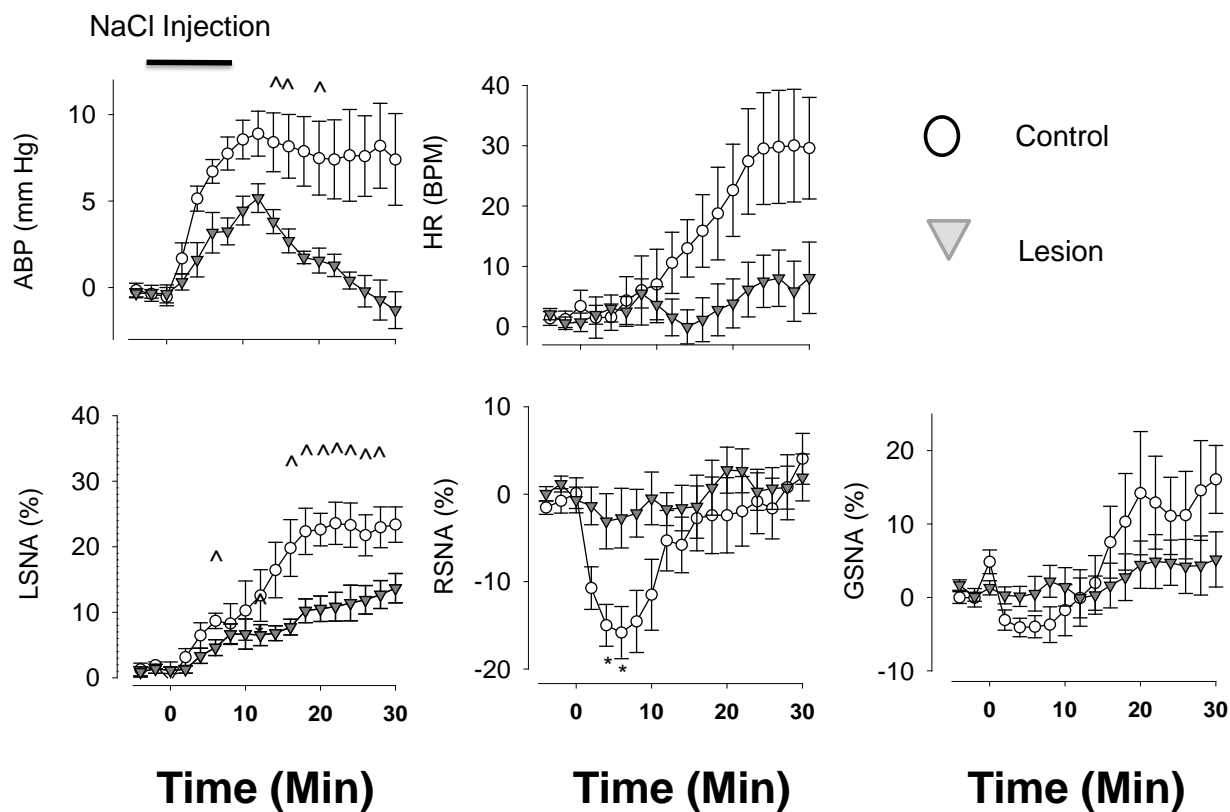 NaCl Injection
^^ ^
ABP (mm Hg)
10
5
0
HR (BPM)
40
30
20
10
0
Control
Lesion
LSNA (%)
40
30
20
10
0
^ ^ ^ ^ ^ ^ ^ ^ ^
*
0 10 20 30
Time (Min)
RSNA (%)
10
0
-10
-20
* *
0 10 20 30
Time (Min)
GSNA (%)
20
10
0
-10
0 10 20 30
Time (Min)